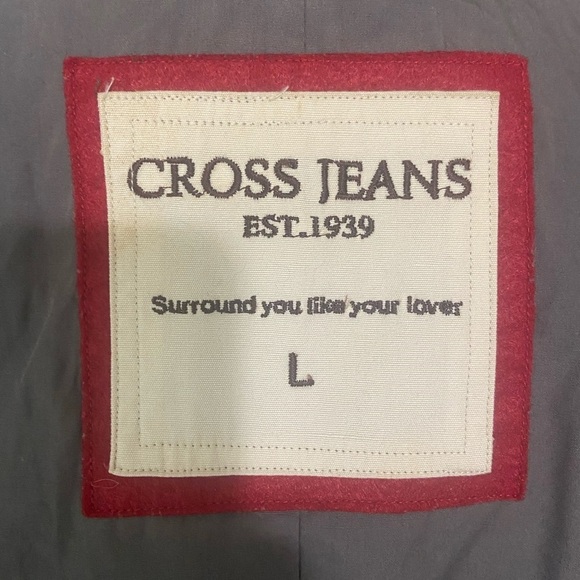 CROSS JEANS
EST.1939
Surround you like your lover
L